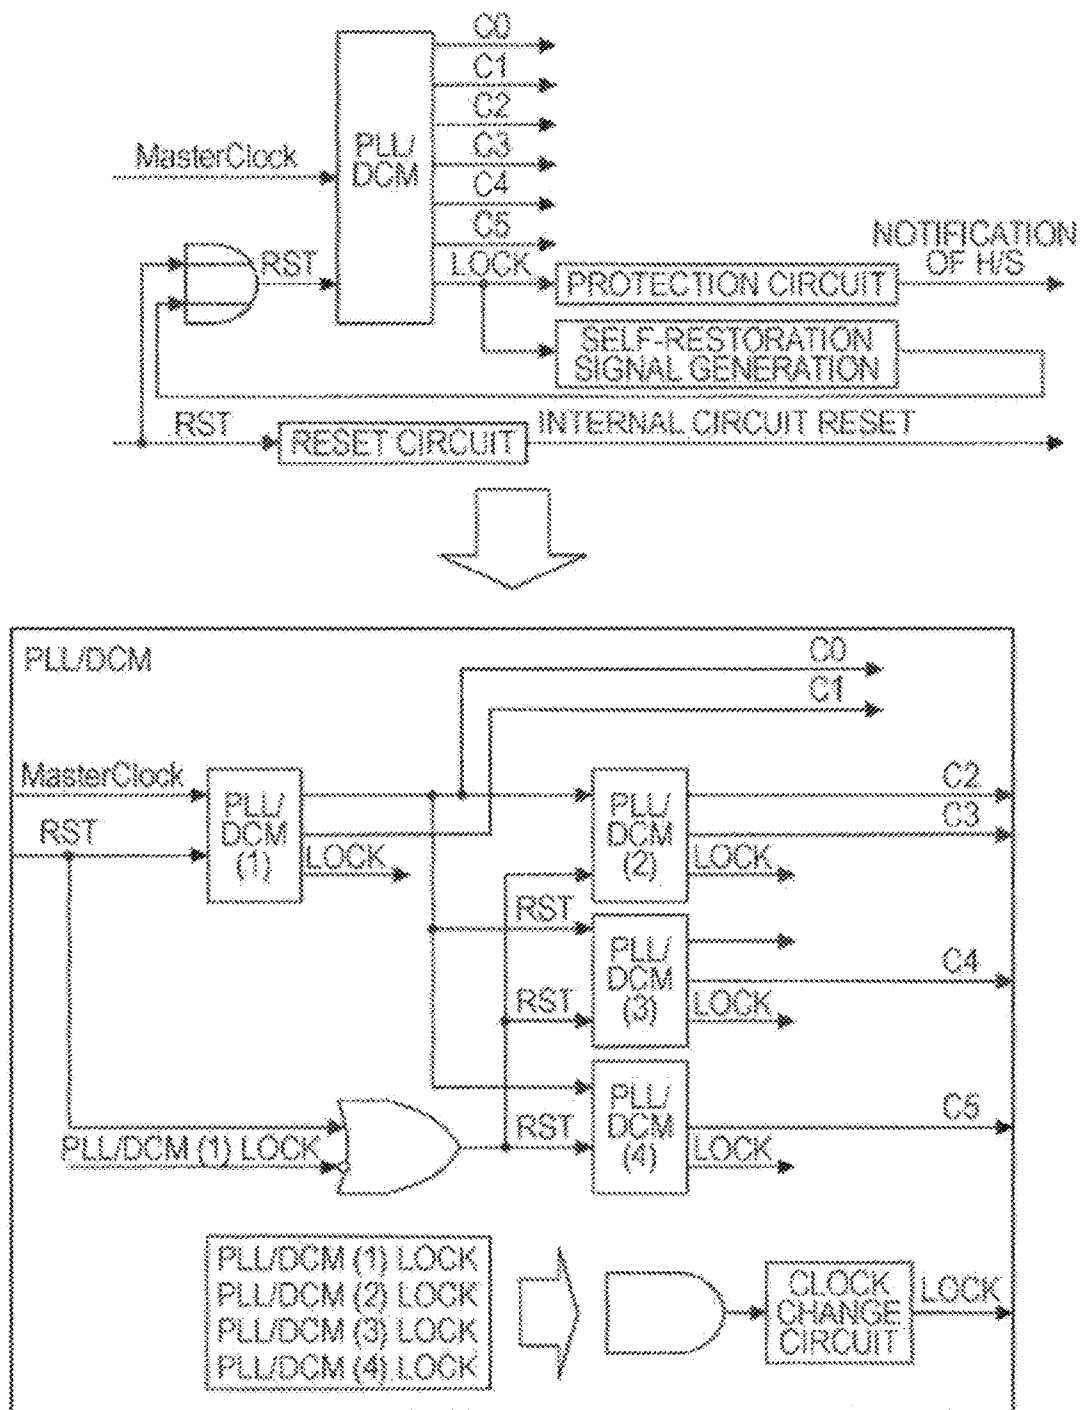 C0
C1
C2
C3
C4
C5
MasterClock
PLL/
DCM
RST
LOCK
PROTECTION CIRCUIT
NOTIFICATION
OF H/S
SELF-RESTORATION
SIGNAL GENERATION
RST
RESET CIRCUIT
INTERNAL CIRCUIT RESET
PLL/DCM
C0
C1
MasterClock
RST
PLL/
DCM
(1)
LOCK
PLL/
DCM
(2)
C2
C3
LOCK
RST
PLL/
DCM
(3)
C4
RST
LOCK
PLL/
DCM
(4)
C5
RST
LOCK
PLL/DCM (1) LOCK
PLL/DCM (1) LOCK
PLL/DCM (2) LOCK
PLL/DCM (3) LOCK
PLL/DCM (4) LOCK
CLOCK
CHANGE
CIRCUIT
LOCK